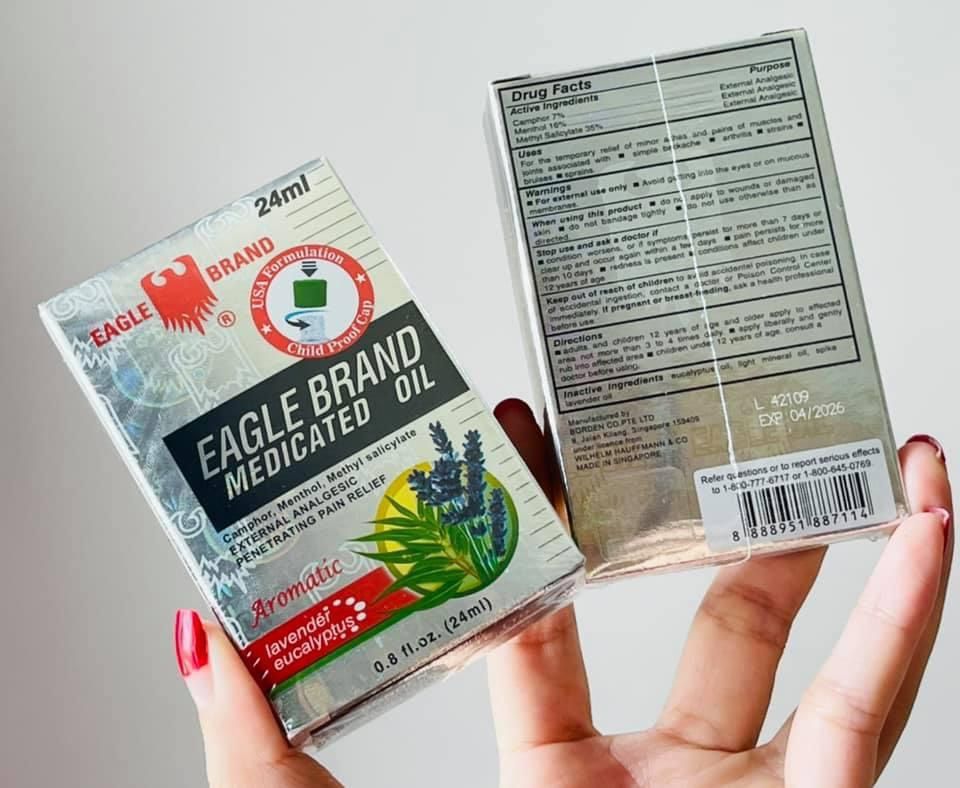 24ml
EAGLE BRAND
®
USA Formulation
Child Proof Cap
EAGLE BRAND
MEDICATED OIL
Camphor, Menthol, Methyl salicylate
EXTERNAL ANALGESIC
PENETRATING PAIN RELIEF
Aromatic
lavender
eucalyptus
0.8 fl.oz. (24ml)
Drug Facts
Active Ingredients Purpose
Camphor 7% External Analgesic
Menthol 16% External Analgesic
Methyl Salicylate 35% External Analgesic
Uses
For the temporary relief of minor aches and pains of muscles and
joints associated with ■ simple backache ■ arthritis ■ strains ■
bruises ■ sprains.
Warnings
■ For external use only ■ Avoid getting into the eyes or on mucous
membranes.
When using this product ■ do not apply to wounds or damaged
skin ■ do not bandage tightly ■ do not use otherwise than as
directed.
Stop use and ask a doctor if
■ condition worsens, or if symptoms persist for more than 7 days or
clear up and occur again within a few days ■ pain persists for more
than 10 days ■ redness is present ■ conditions affect children under
12 years of age.
Keep out of reach of children to avoid accidental poisoning. In case
of accidental ingestion, contact a doctor or Poison Control Center
immediately. If pregnant or breast-feeding, ask a health professional
before use.
Directions
■ adults and children 12 years of age and older apply to affected
area not more than 3 to 4 times daily ■ apply liberally and gently
rub into affected area ■ children under 12 years of age, consult a
doctor before using.
Inactive Ingredients eucalyptus oil, light mineral oil, spike
lavender oil
Manufactured by
BORDEN CO.PTE LTD
8, Jalan Kilang, Singapore 159409
under licence from
WILHELM HAUFFMANN & CO
MADE IN SINGAPORE
L 42109
EXP 04/2026
Refer questions or to report serious effects
to 1-800-777-6717 or 1-800-645-0769.
8 888951 887114